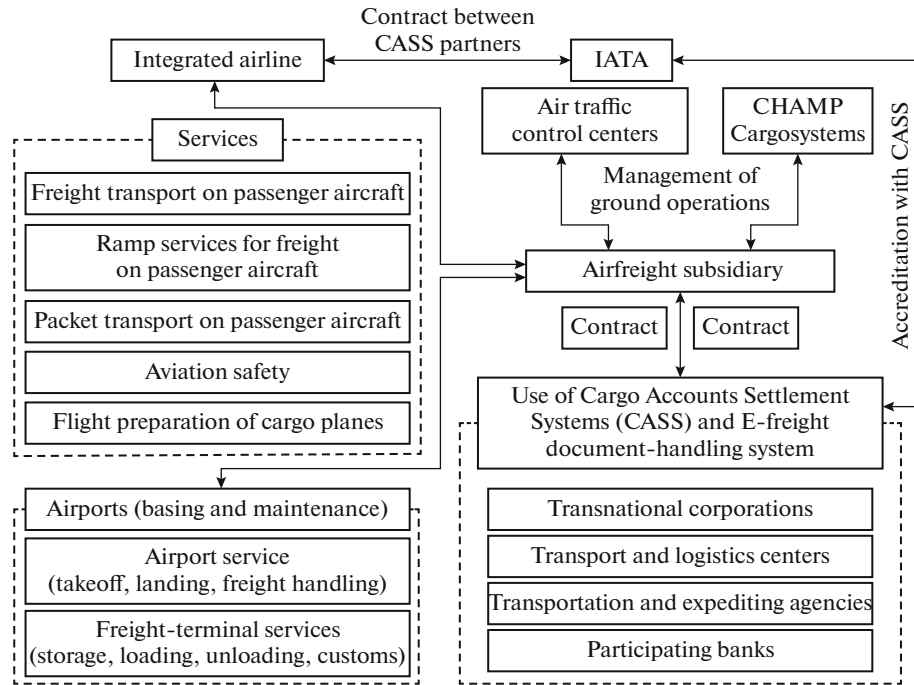 Contract between
CASS partners
Integrated airline
IATA
Air traffic
control centers
CHAMP
Cargosystems
Accreditation with CASS
Services
Freight transport on passenger aircraft
Ramp services for freight
on passenger aircraft
Packet transport on passenger aircraft
Aviation safety
Flight preparation of cargo planes
Management of
ground operations
Airfreight subsidiary
Contract
Contract
Use of Cargo Accounts Settlement
Systems (CASS) and E-freight
document-handling system
Airports (basing and maintenance)
Airport service
(takeoff, landing, freight handling)
Freight-terminal services
(storage, loading, unloading, customs)
Transnational corporations
Transport and logistics centers
Transportation and expediting agencies
Participating banks